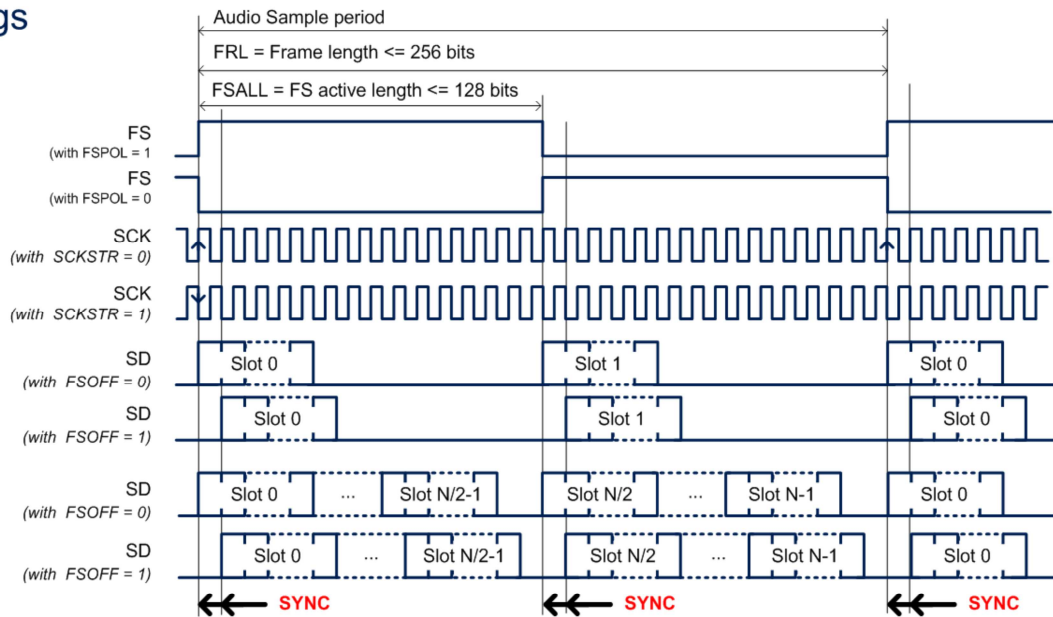 gs
Audio Sample period
FRL = Frame length <= 256 bits
FSALL = FS active length <= 128 bits
FS
(with FSPOL = 1
FS
(with FSPOL = 0
SCK
(with SCKSTR = 0)
SCK
(with SCKSTR = 1)
SD
(with FSOFF = 0)
Slot 0 Slot 1 Slot 0
SD
(with FSOFF = 1)
Slot 0 Slot 1 Slot 0
SD
(with FSOFF = 0)
Slot 0 ... Slot N/2-1 Slot N/2 ... Slot N-1 Slot 0
SD
(with FSOFF = 1)
Slot 0 ... Slot N/2-1 Slot N/2 ... Slot N-1 Slot 0
SYNC SYNC SYNC